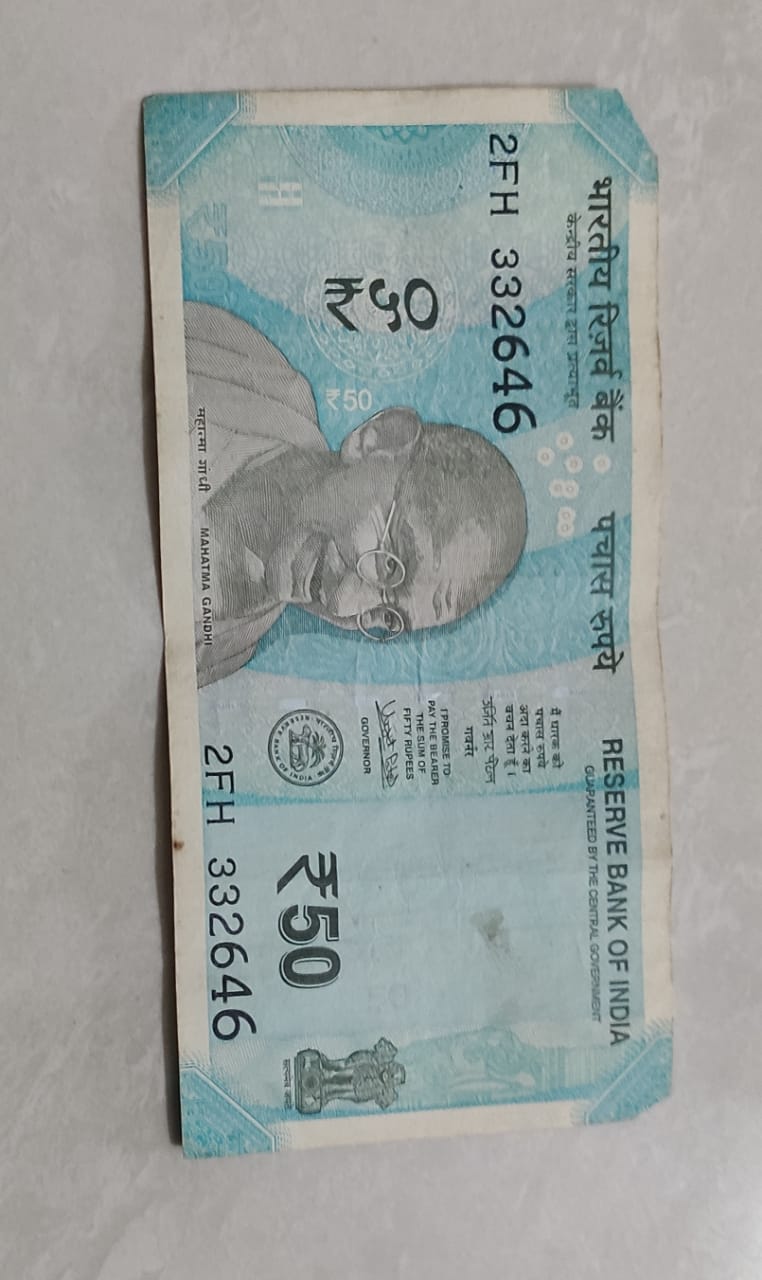 भारतीय रिज़र्व बैंक
केन्द्रीय सरकार द्वारा प्रत्याभूत
पचास रुपये
RESERVE BANK OF INDIA
GUARANTEED BY THE CENTRAL GOVERNMENT
2FH 332646
₹५०
₹50
मैं धारक को
पचास रुपये
अदा करने का
वचन देता हूँ ।
उर्जित आर पटेल
गवर्नर
I PROMISE TO
PAY THE BEARER
THE SUM OF
FIFTY RUPEES
GOVERNOR
भारतीय रिज़र्व बैंक
RESERVE BANK OF INDIA
₹50
सत्यमेव जयते
2FH 332646
₹50
महात्मा गांधी
MAHATMA GANDHI